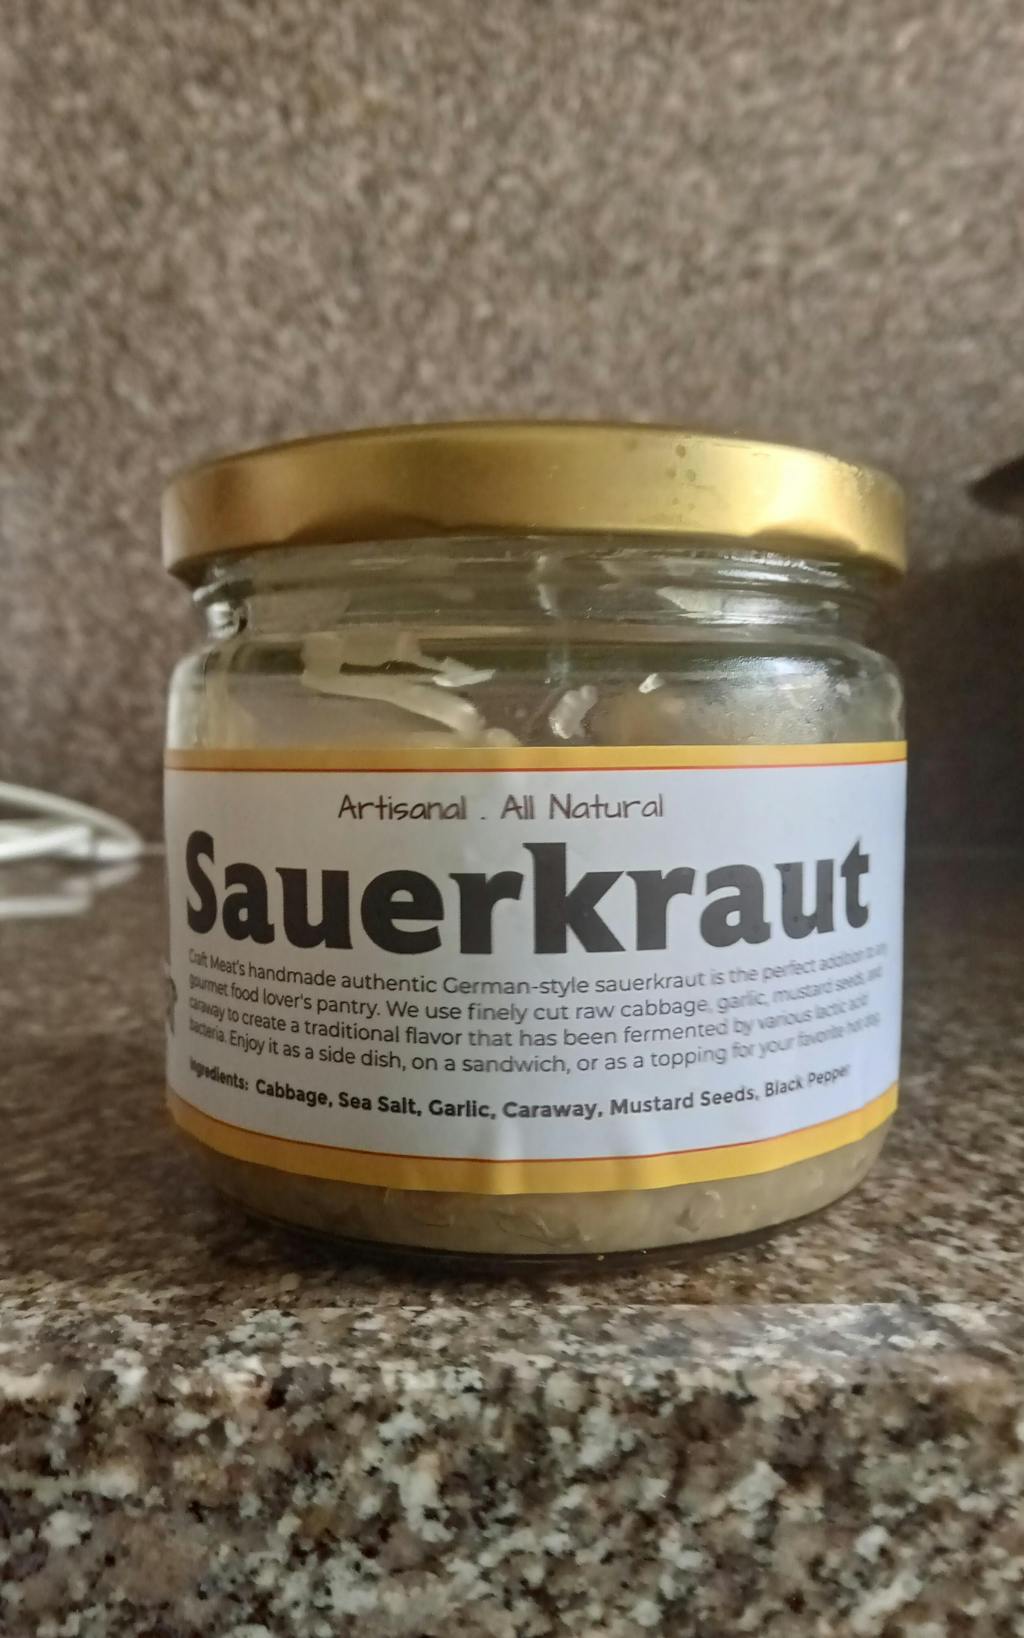 Artisanal . All Natural
Sauerkraut
Craft Meat's handmade authentic German-style sauerkraut is the perfect addition to any
gourmet food lover's pantry. We use finely cut raw cabbage, garlic, mustard seeds, and
caraway to create a traditional flavor that has been fermented by various lactic acid
bacteria. Enjoy it as a side dish, on a sandwich, or as a topping for your favorite hot dog.
Ingredients: Cabbage, Sea Salt, Garlic, Caraway, Mustard Seeds, Black Pepper